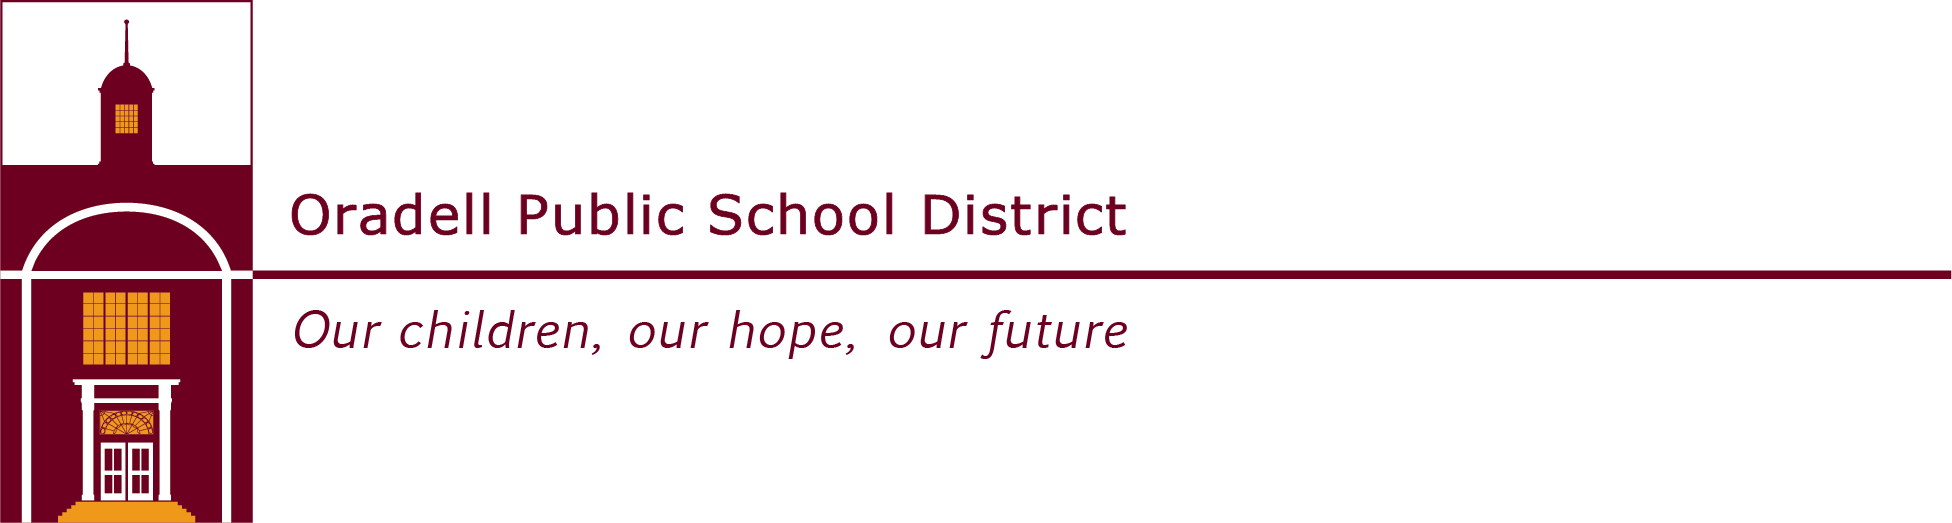 Oradell Public School District
Our children, our hope, our future